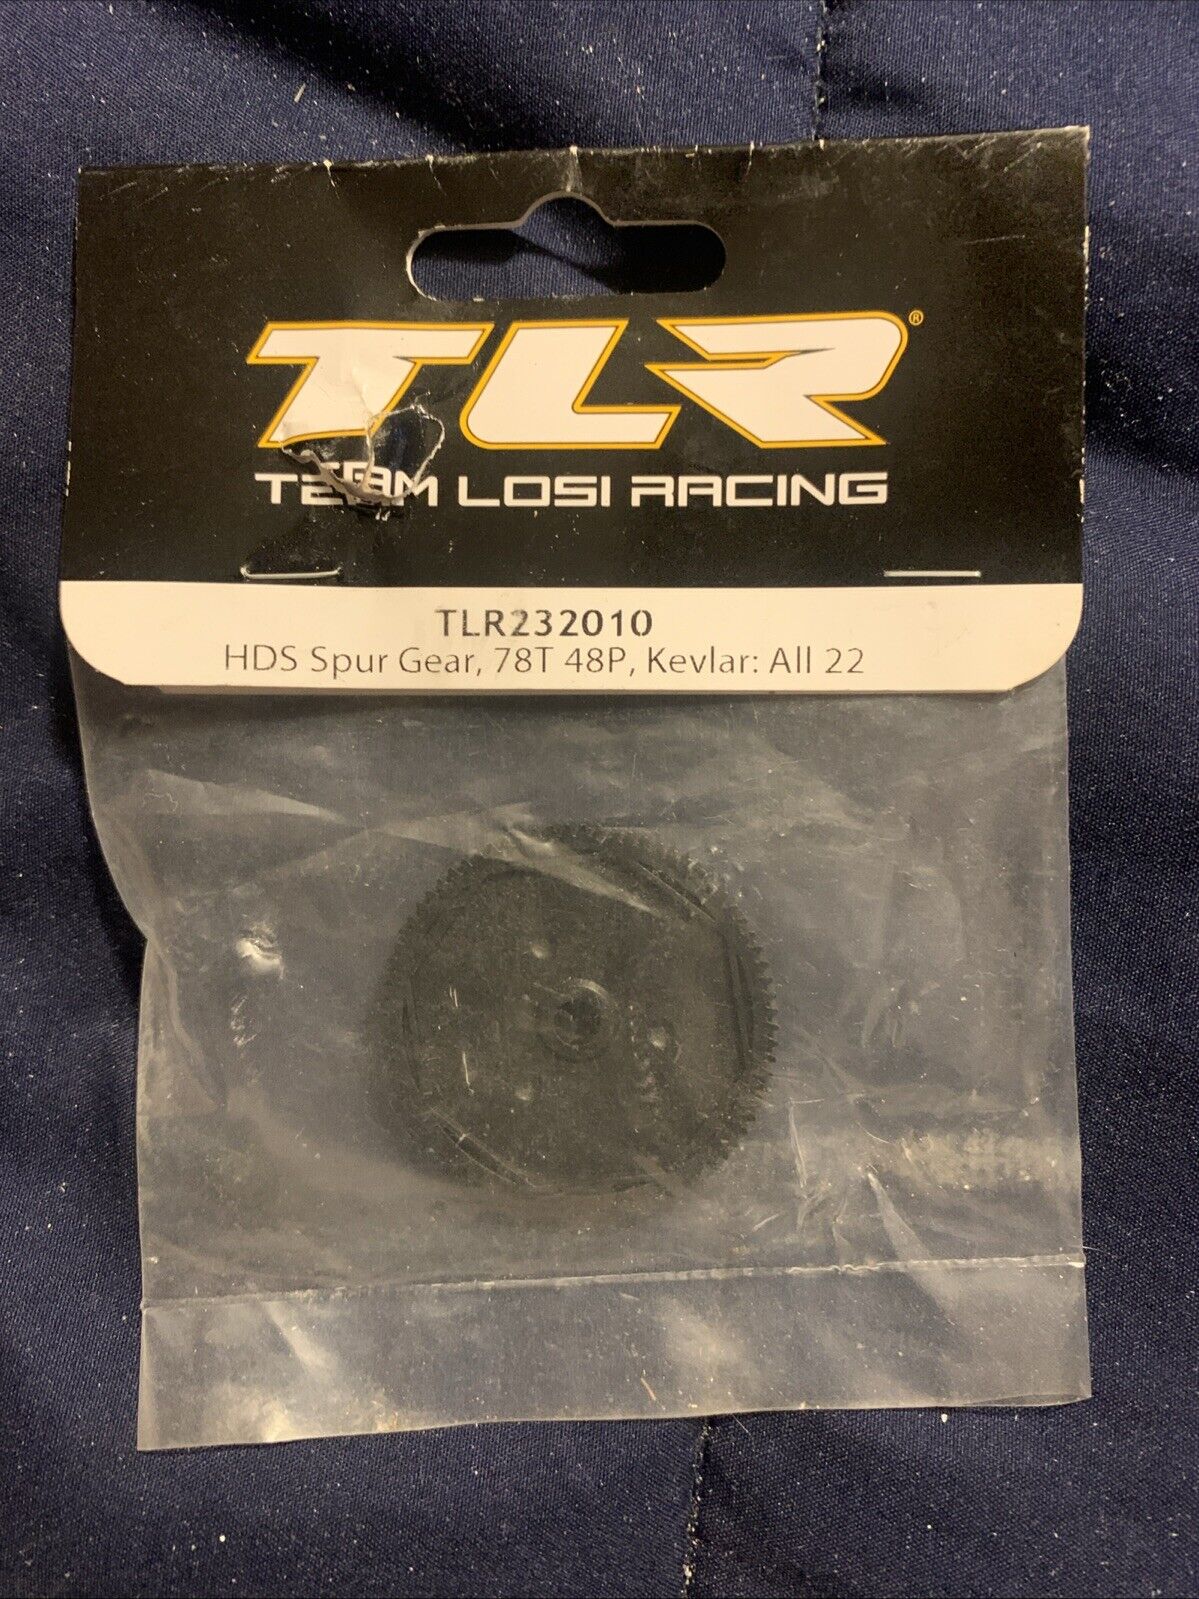 TLR®
TEAM LOSI RACING
TLR232010
HDS Spur Gear, 78T 48P, Kevlar: All 22